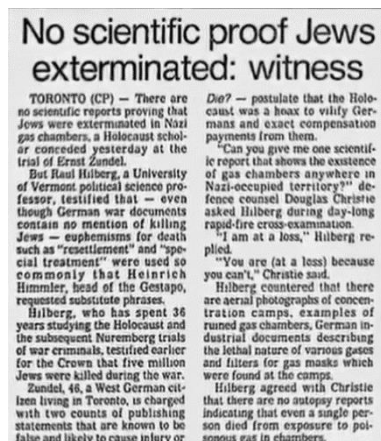 No scientific proof Jews
exterminated: witness
TORONTO (CP) — There are
no scientific reports proving that
Jews were exterminated in Nazi
gas chambers, a Holocaust schol-
ar conceded yesterday at the
trial of Ernst Zundel.
But Raul Hilberg, a University
of Vermont political science pro-
fessor, testified that — even
though German war documents
contain no mention of killing
Jews — euphemisms for death
such as "resettlement" and "spe-
cial treatment" were used so
commonly that Heinrich
Himmler, head of the Gestapo,
requested substitute phrases.
Hilberg, who has spent 36
years studying the Holocaust and
the subsequent Nuremberg trials
of war criminals, testified earlier
for the Crown that five million
Jews were killed during the war.
Zundel, 46, a West German cit-
izen living in Toronto, is charged
with two counts of publishing
statements that are known to be
false and likely to cause injury or
Die? — postulate that the Holo-
caust was a hoax to vilify Ger-
mans and exact compensation
payments from them.
"Can you give me one scientif-
ic report that shows the existence
of gas chambers anywhere in
Nazi-occupied territory?" de-
fence counsel Douglas Christie
asked Hilberg during day-long
rapid-fire cross-examination.
"I am at a loss," Hilberg re-
plied.
"You are (at a loss) because
you can't," Christie said.
Hilberg countered that there
are aerial photographs of concen-
tration camps, examples of
ruined gas chambers, German in-
dustrial documents describing
the lethal nature of various gases
and filters for gas masks which
were found at the camps.
Hilberg agreed with Christie
that there are no autopsy reports
indicating that even a single per-
son died from exposure to poi-
sonous gas in chambers.